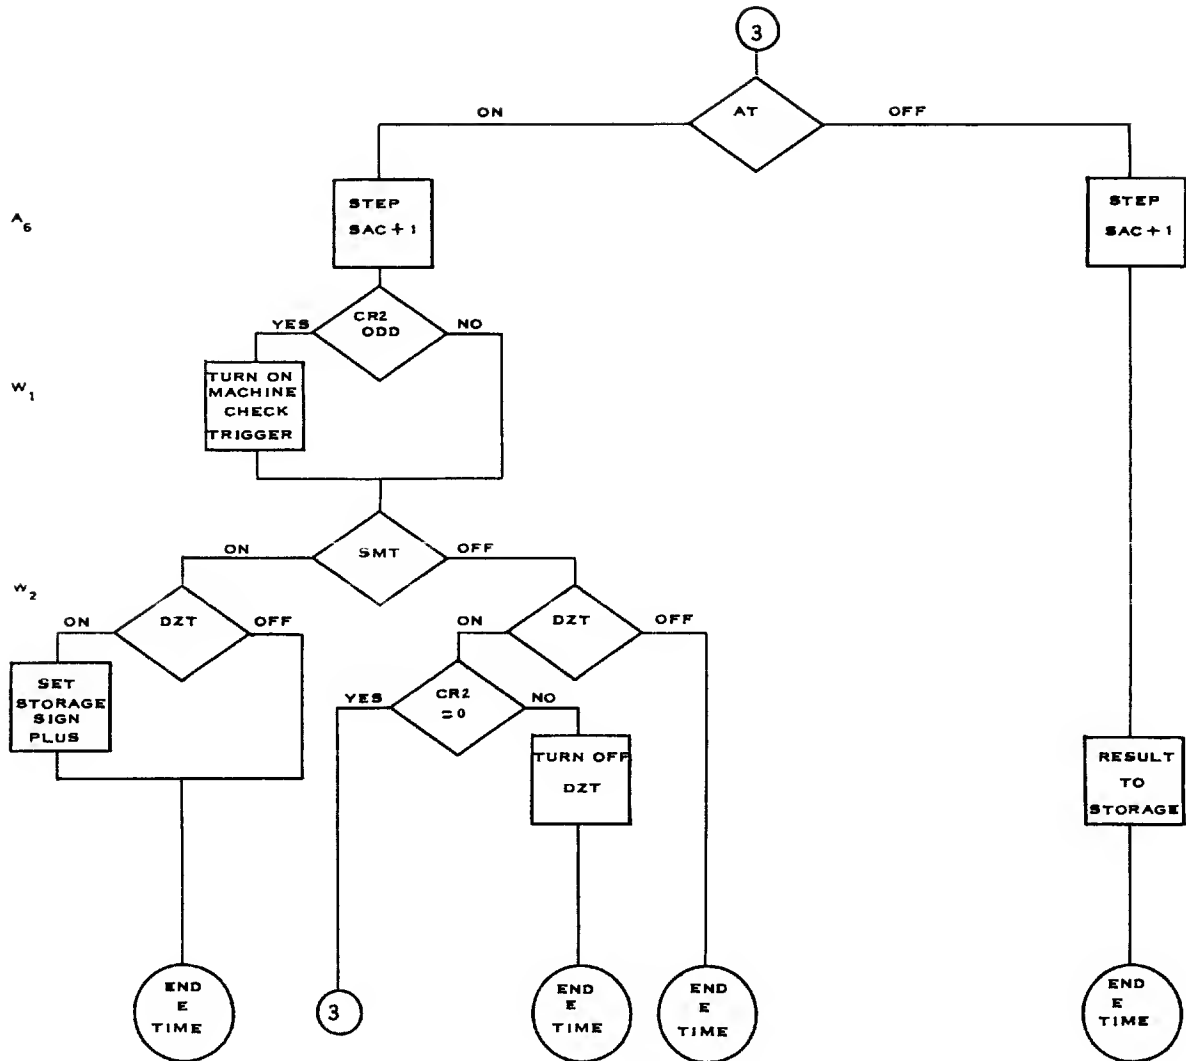 3
AT
ON
OFF
A6
STEP
SAC + 1
STEP
SAC + 1
CR2
ODD
YES
NO
W1
TURN ON
MACHINE
CHECK
TRIGGER
SMT
ON
OFF
W2
DZT
ON
OFF
DZT
ON
OFF
SET
STORAGE
SIGN
PLUS
CR2
=0
YES
NO
TURN OFF
DZT
RESULT
TO
STORAGE
END
E
TIME
3
END
E
TIME
END
E
TIME
END
E
TIME